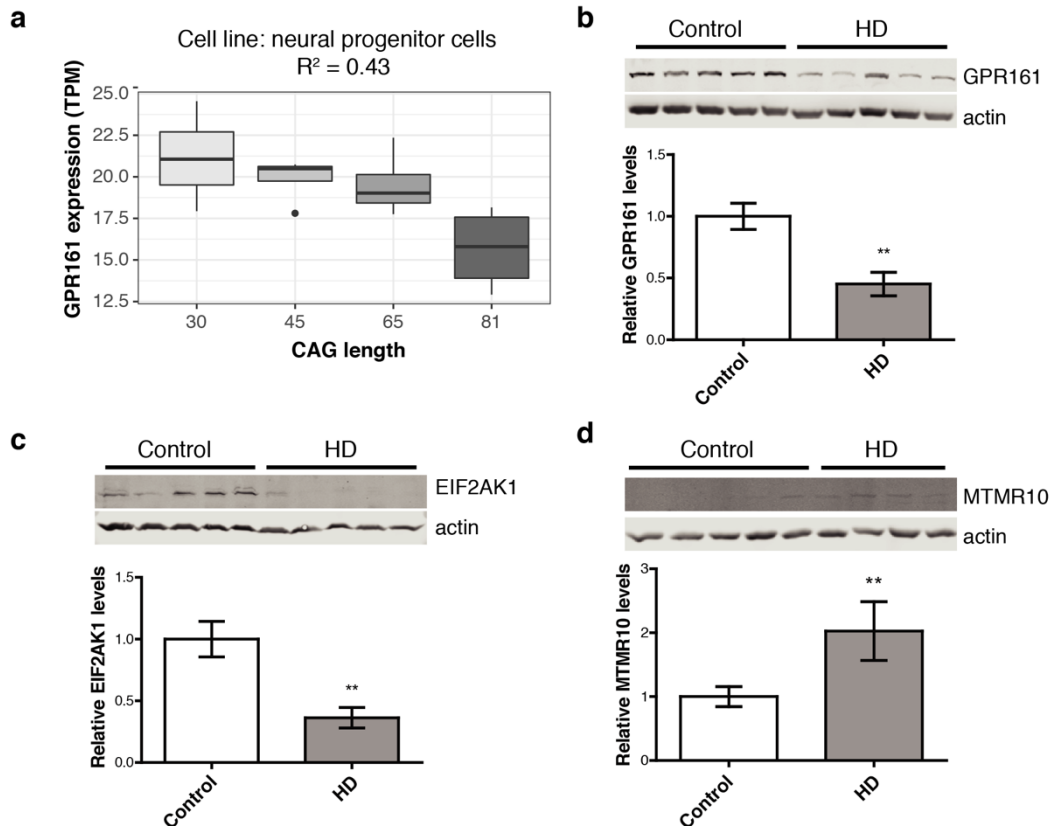 a
Cell line: neural progenitor cells
R² = 0.43
GPR161 expression (TPM)
25.0
22.5
20.0
17.5
15.0
12.5
30 45 65 81
CAG length
b
Control HD
GPR161
actin
Relative GPR161 levels
1.5
1.0
0.5
0.0
**
Control HD
c
Control HD
EIF2AK1
actin
Relative EIF2AK1 levels
1.5
1.0
0.5
0.0
**
Control HD
d
Control HD
MTMR10
actin
Relative MTMR10 levels
3
2
1
0
**
Control HD